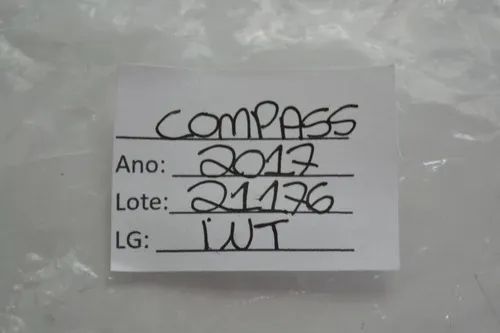 COMPASS
Ano: 2017
Lote: 21176
LG: INT